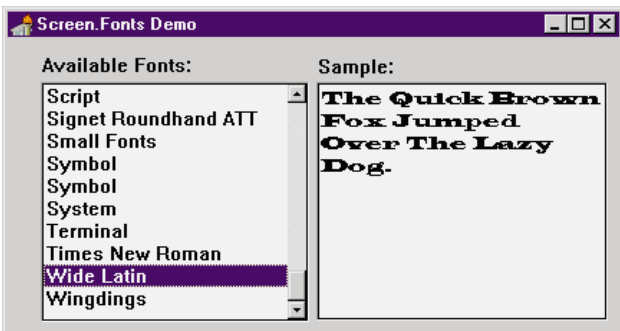 Screen.Fonts Demo
Available Fonts:
Script
Signet Roundhand ATT
Small Fonts
Symbol
Symbol
System
Terminal
Times New Roman
Wide Latin
Wingdings
Sample:
The Quick Brown
Fox Jumped
Over The Lazy
Dog.